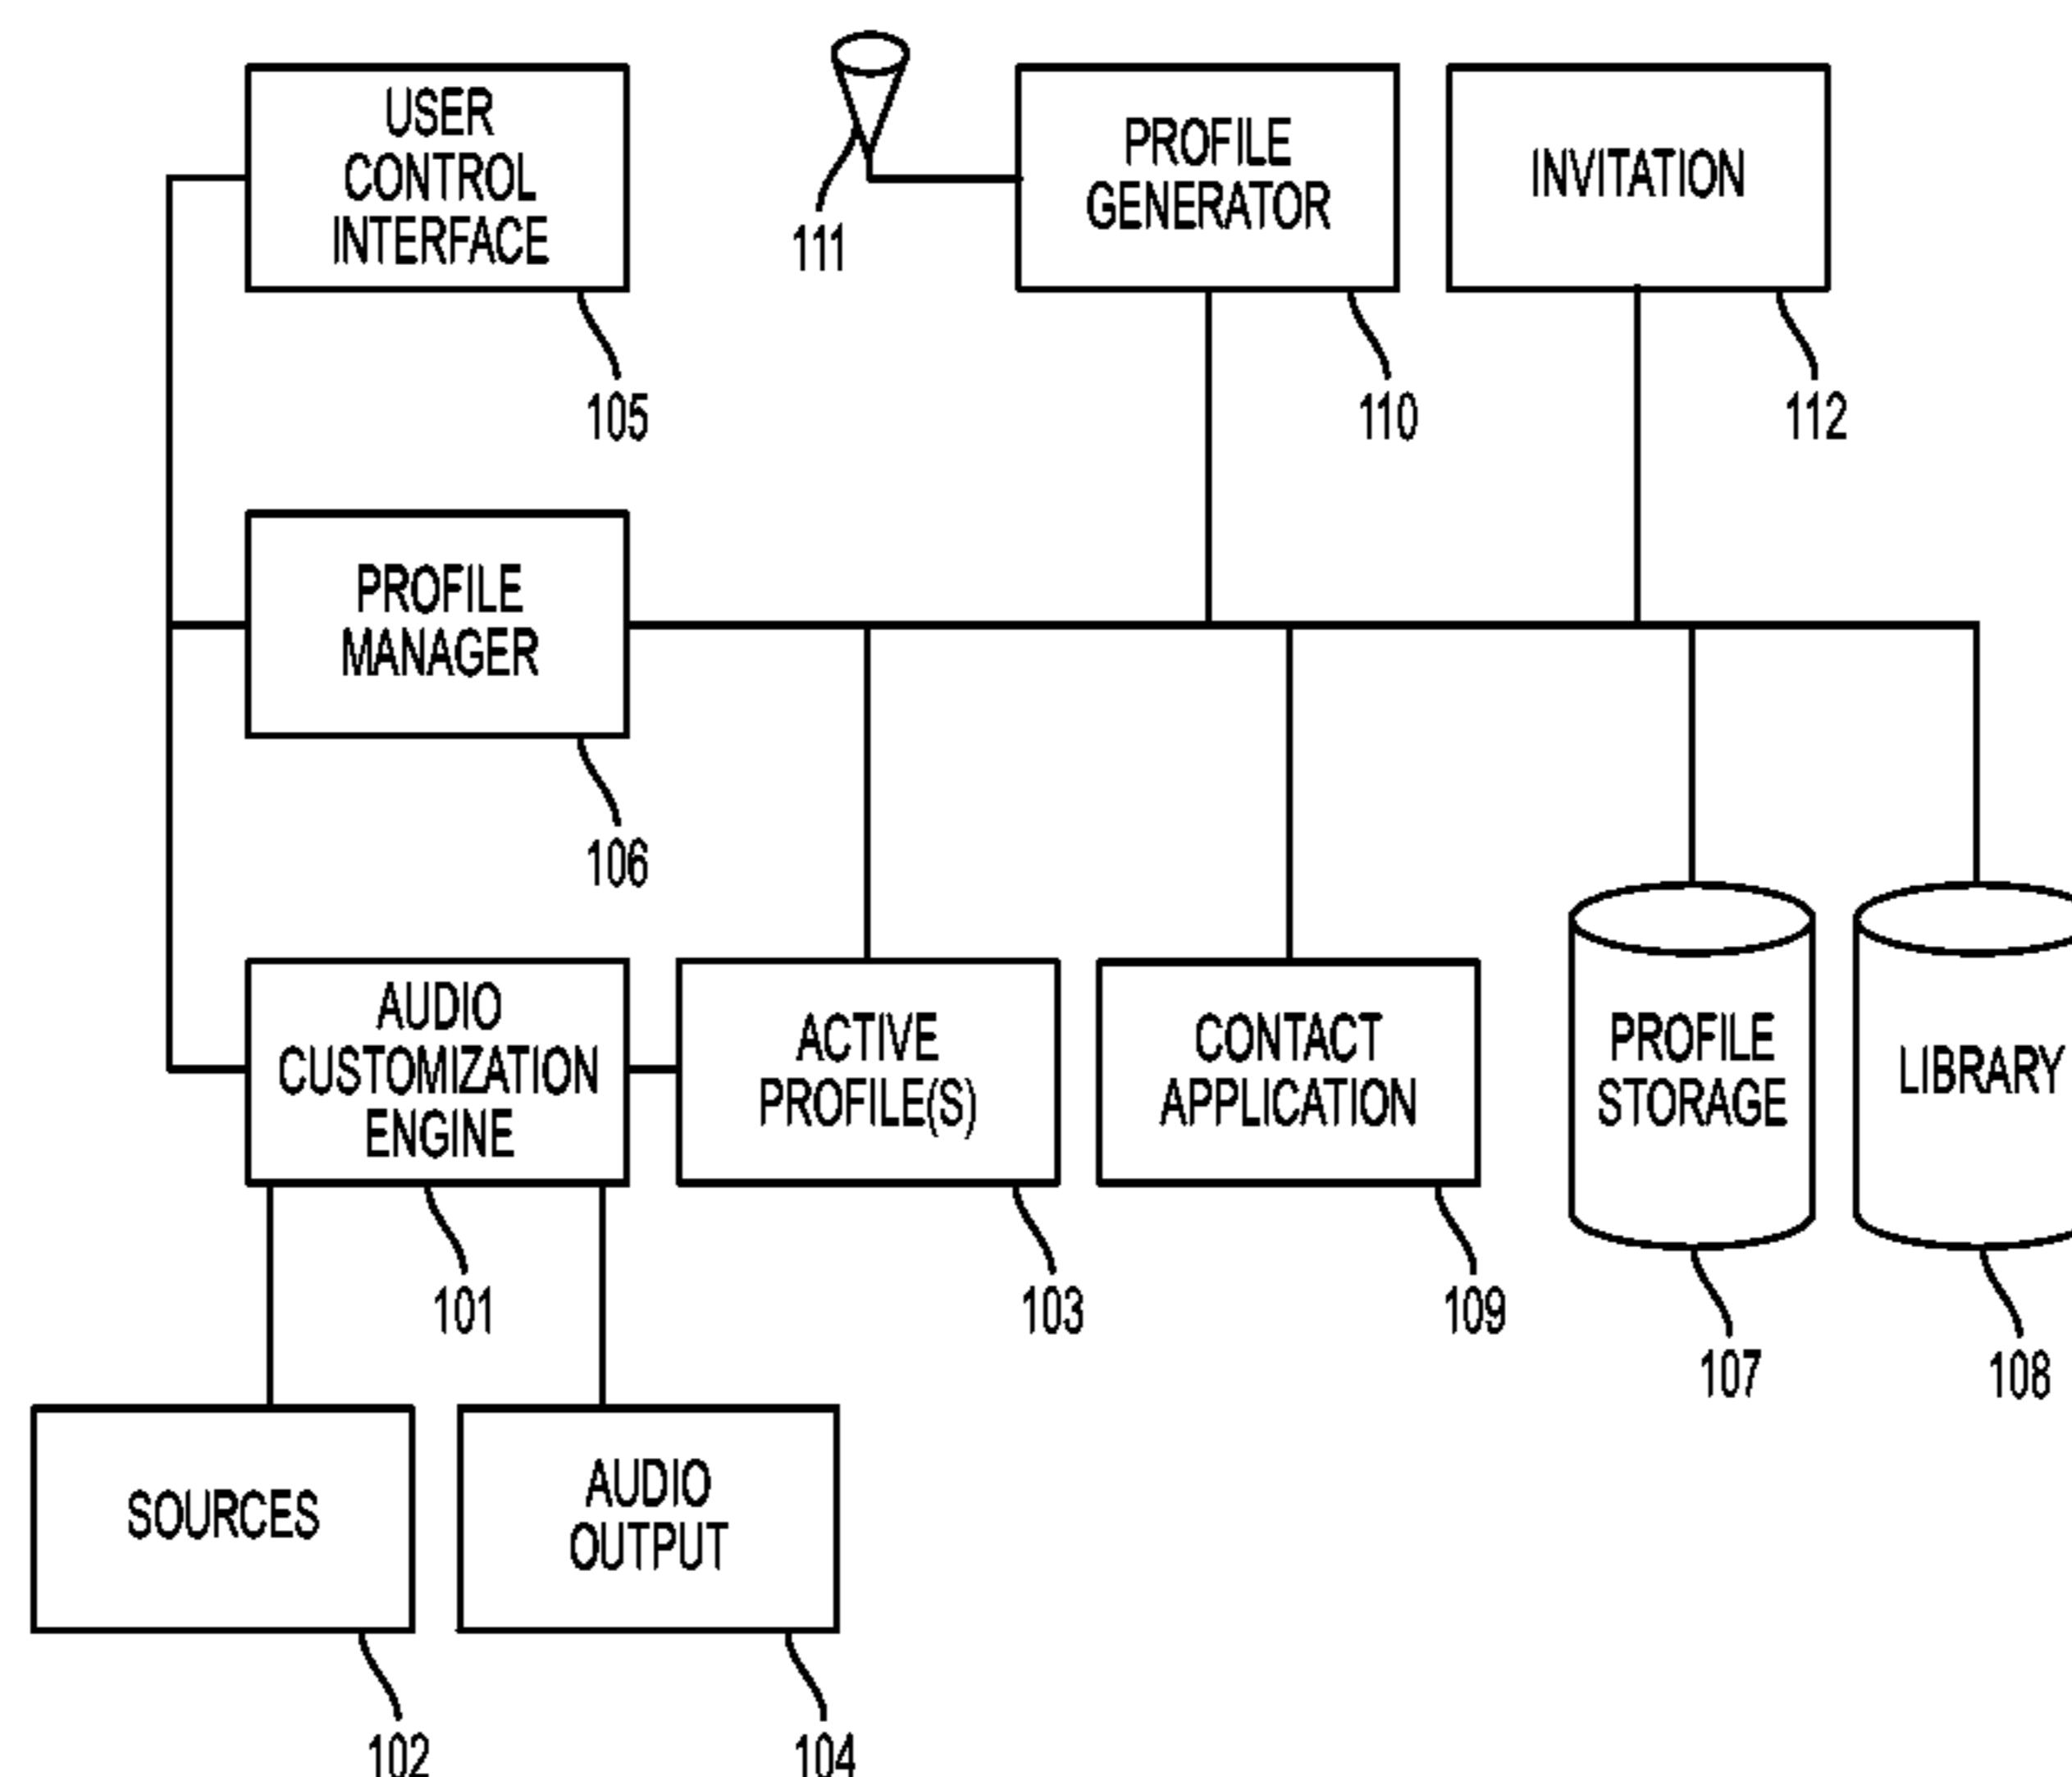 USER
CONTROL
INTERFACE
105
111
PROFILE
GENERATOR
110
INVITATION
112
PROFILE
MANAGER
106
AUDIO
CUSTOMIZATION
ENGINE
101
ACTIVE
PROFILE(S)
103
CONTACT
APPLICATION
109
PROFILE
STORAGE
107
LIBRARY
108
SOURCES
102
AUDIO
OUTPUT
104